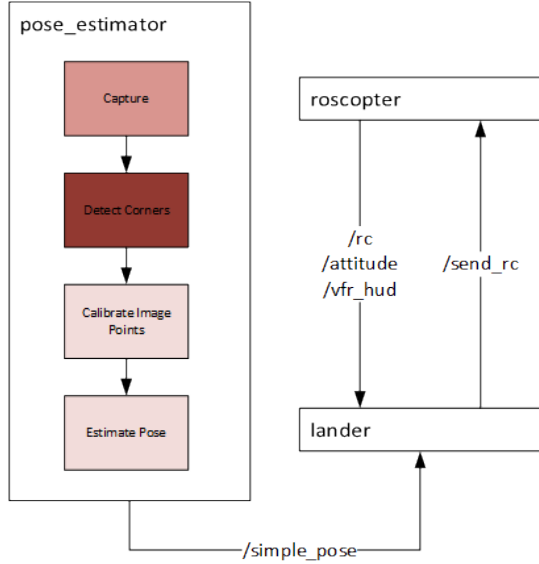 pose_estimator
Capture
Detect Corners
Calibrate Image
Points
Estimate Pose
roscopter
/rc
/attitude
/vfr_hud
/send_rc
lander
/simple_pose